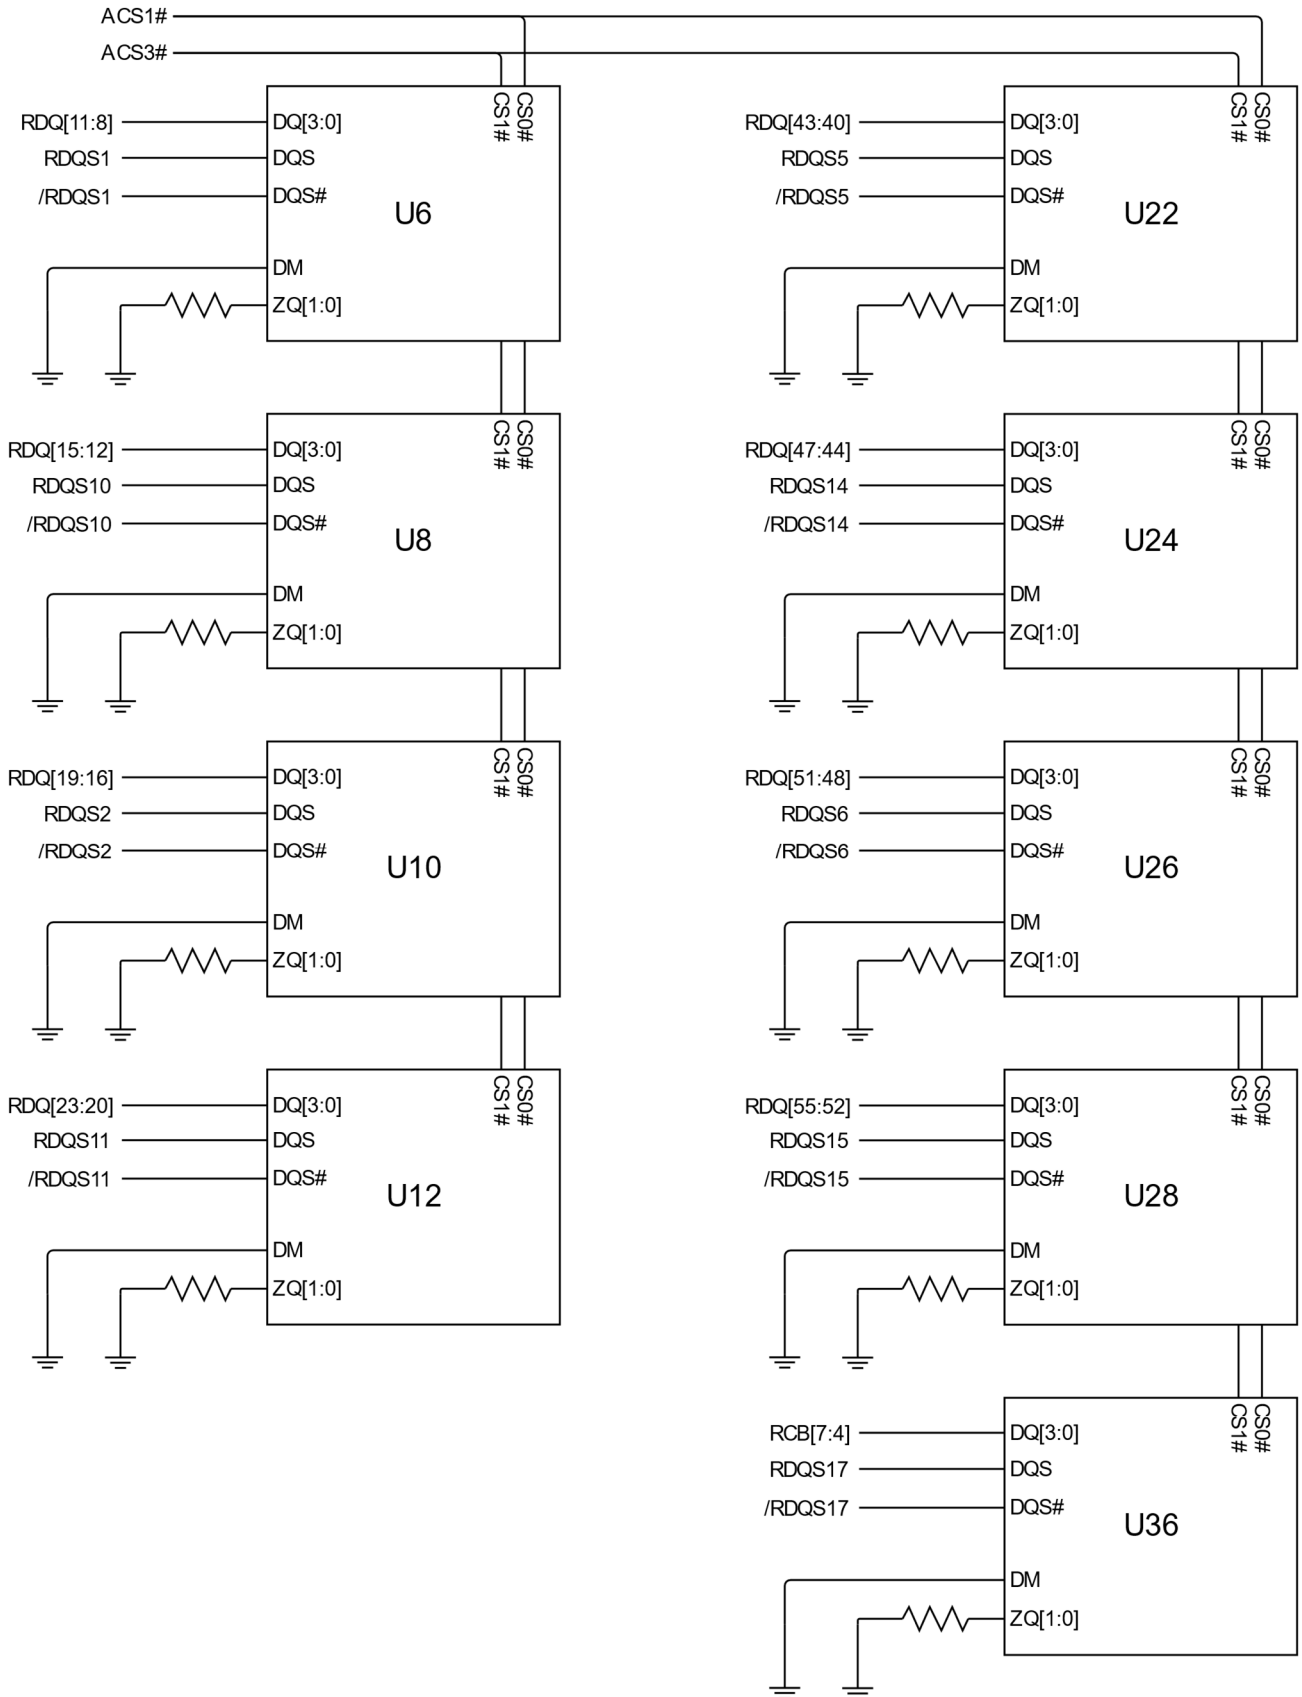 ACS1#
ACS3#
CS1# CS0#
RDQ[11:8] DQ[3:0]
RDQS1 DQS
/RDQS1 DQS#
U6
DM
ZQ[1:0]
CS1# CS0#
RDQ[15:12] DQ[3:0]
RDQS10 DQS
/RDQS10 DQS#
U8
DM
ZQ[1:0]
CS1# CS0#
RDQ[19:16] DQ[3:0]
RDQS2 DQS
/RDQS2 DQS#
U10
DM
ZQ[1:0]
CS1# CS0#
RDQ[23:20] DQ[3:0]
RDQS11 DQS
/RDQS11 DQS#
U12
DM
ZQ[1:0]
CS1# CS0#
RDQ[43:40] DQ[3:0]
RDQS5 DQS
/RDQS5 DQS#
U22
DM
ZQ[1:0]
CS1# CS0#
RDQ[47:44] DQ[3:0]
RDQS14 DQS
/RDQS14 DQS#
U24
DM
ZQ[1:0]
CS1# CS0#
RDQ[51:48] DQ[3:0]
RDQS6 DQS
/RDQS6 DQS#
U26
DM
ZQ[1:0]
CS1# CS0#
RDQ[55:52] DQ[3:0]
RDQS15 DQS
/RDQS15 DQS#
U28
DM
ZQ[1:0]
CS1# CS0#
RCB[7:4] DQ[3:0]
RDQS17 DQS
/RDQS17 DQS#
U36
DM
ZQ[1:0]